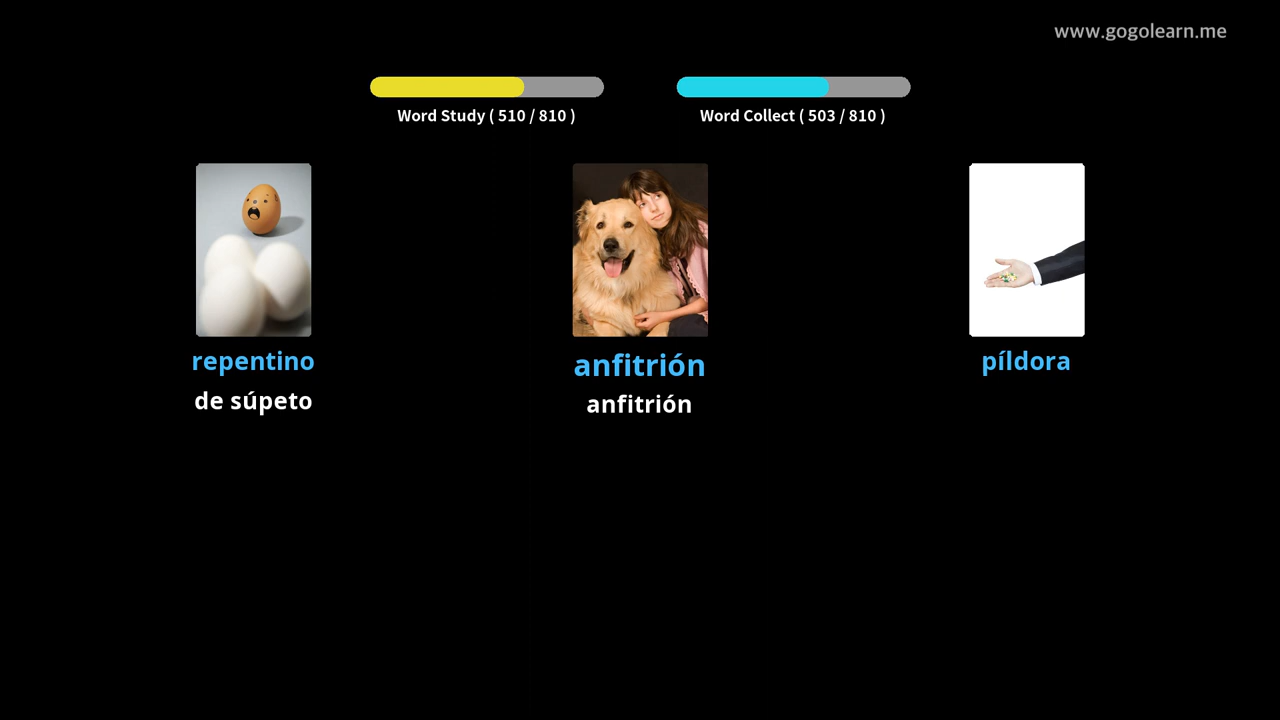 www.gogolearn.me
Word Study ( 510 / 810 )
Word Collect ( 503 / 810 )
repentino
de súpeto
anfitrión
anfitrión
píldora